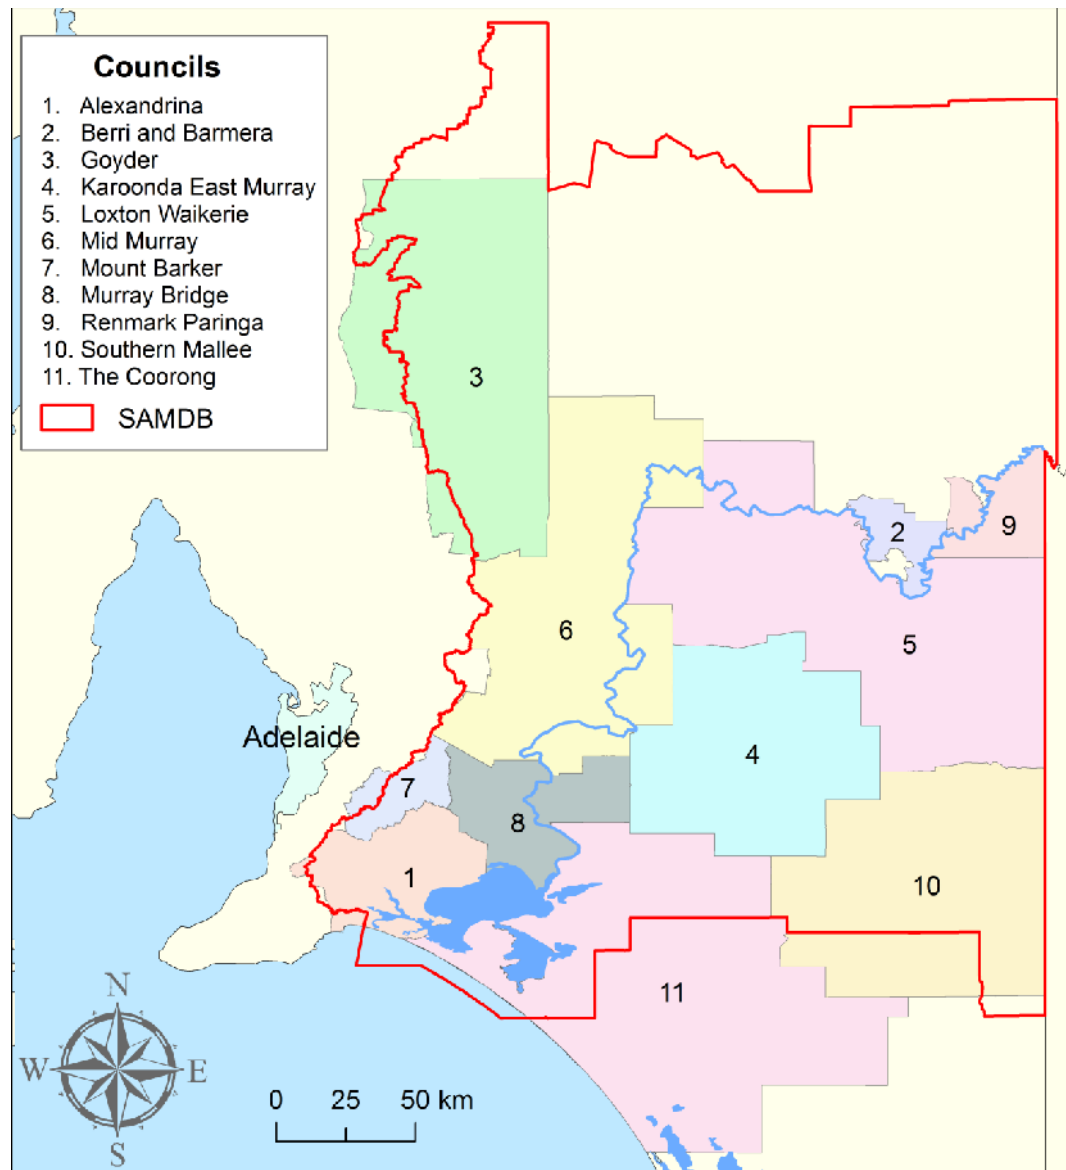 Councils
1. Alexandrina
2. Berri and Barmera
3. Goyder
4. Karoonda East Murray
5. Loxton Waikerie
6. Mid Murray
7. Mount Barker
8. Murray Bridge
9. Renmark Paringa
10. Southern Mallee
11. The Coorong
SAMDB
3
2
9
6
5
Adelaide
4
7
8
1
10
11
N
W
E
S
0 25 50 km